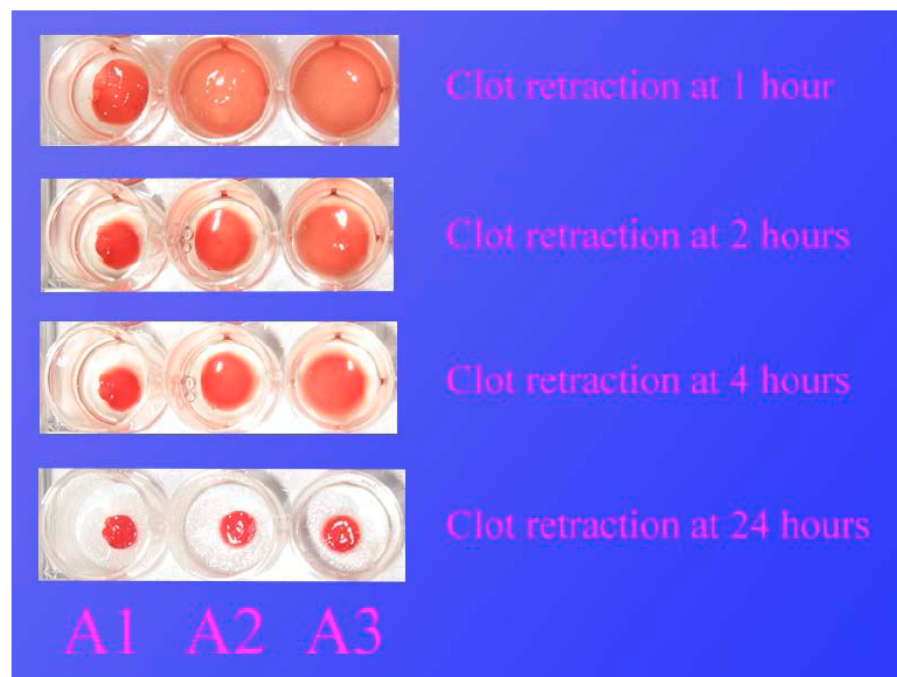 Clot retraction at 1 hour
Clot retraction at 2 hours
Clot retraction at 4 hours
Clot retraction at 24 hours
A1 A2 A3